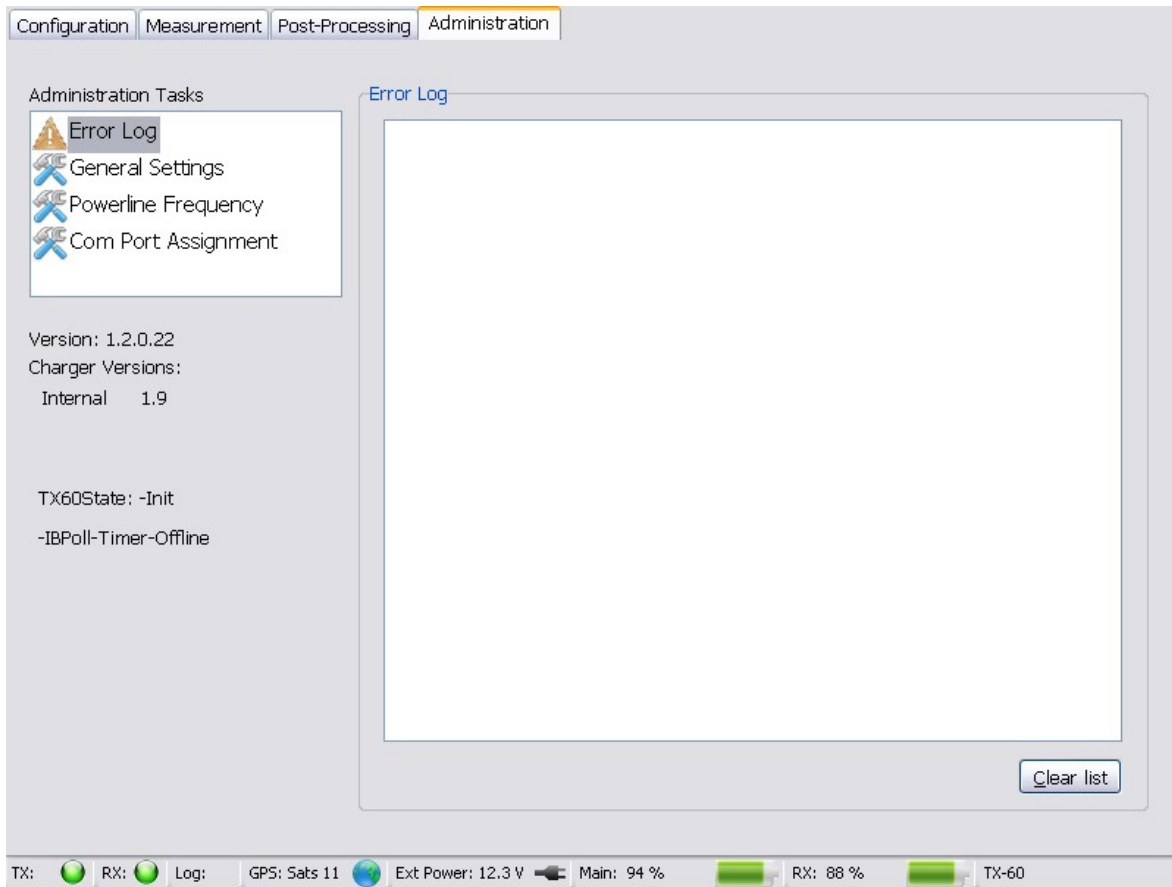 Configuration Measurement Post-Processing Administration
Administration Tasks
Error Log
General Settings
Powerline Frequency
Com Port Assignment
Version: 1.2.0.22
Charger Versions:
Internal 1.9
TX60State: -Init
-IBPoll-Timer-Offline
Error Log
Clear list
TX: RX: Log: GPS: Sats 11 Ext Power: 12.3 V Main: 94 % RX: 88 % TX-60